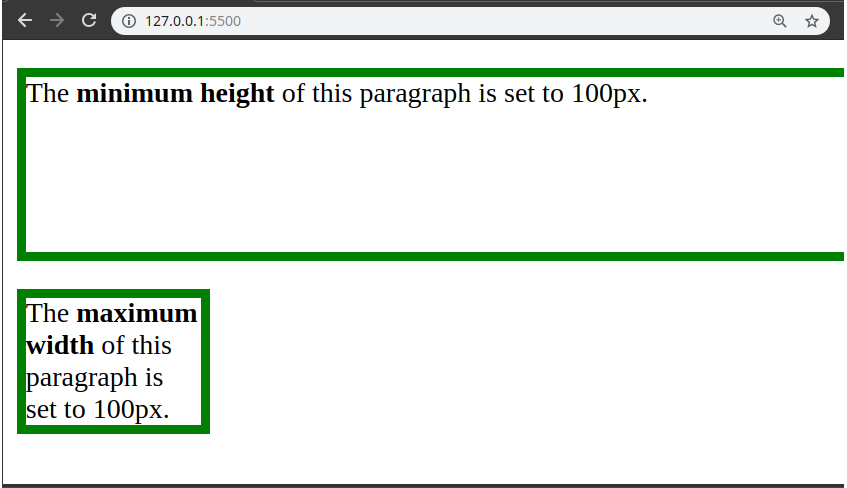 127.0.0.1:5500
The minimum height of this paragraph is set to 100px.
The maximum
width of this
paragraph is
set to 100px.